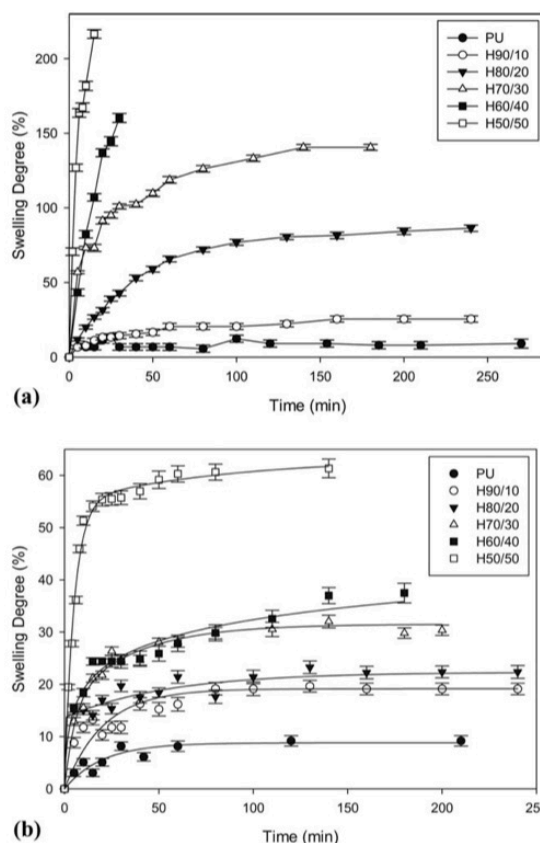 200
150
100
50
0
Swelling Degree (%)
PU
H90/10
H80/20
H70/30
H60/40
H50/50
0 50 100 150 200 250
Time (min)
(a)
60
50
40
30
20
10
0
Swelling Degree (%)
PU
H90/10
H80/20
H70/30
H60/40
H50/50
0 50 100 150 200 250
Time (min)
(b)